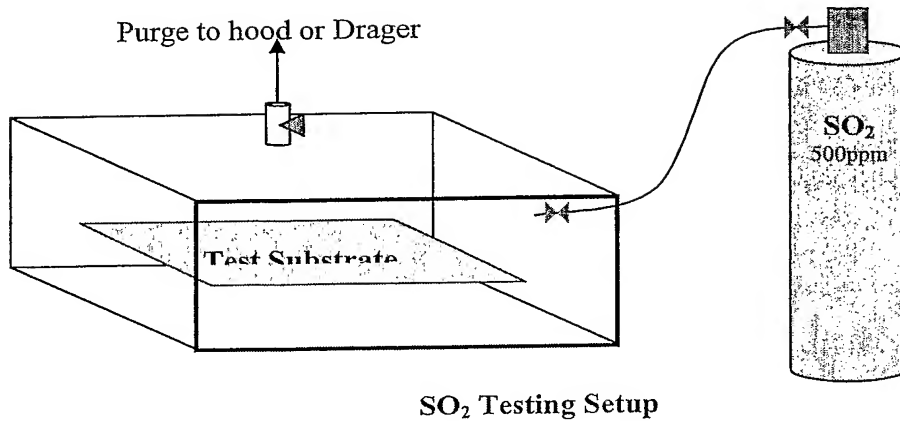 Purge to hood or Drager
SO₂
500ppm
Test Substrate
SO₂ Testing Setup